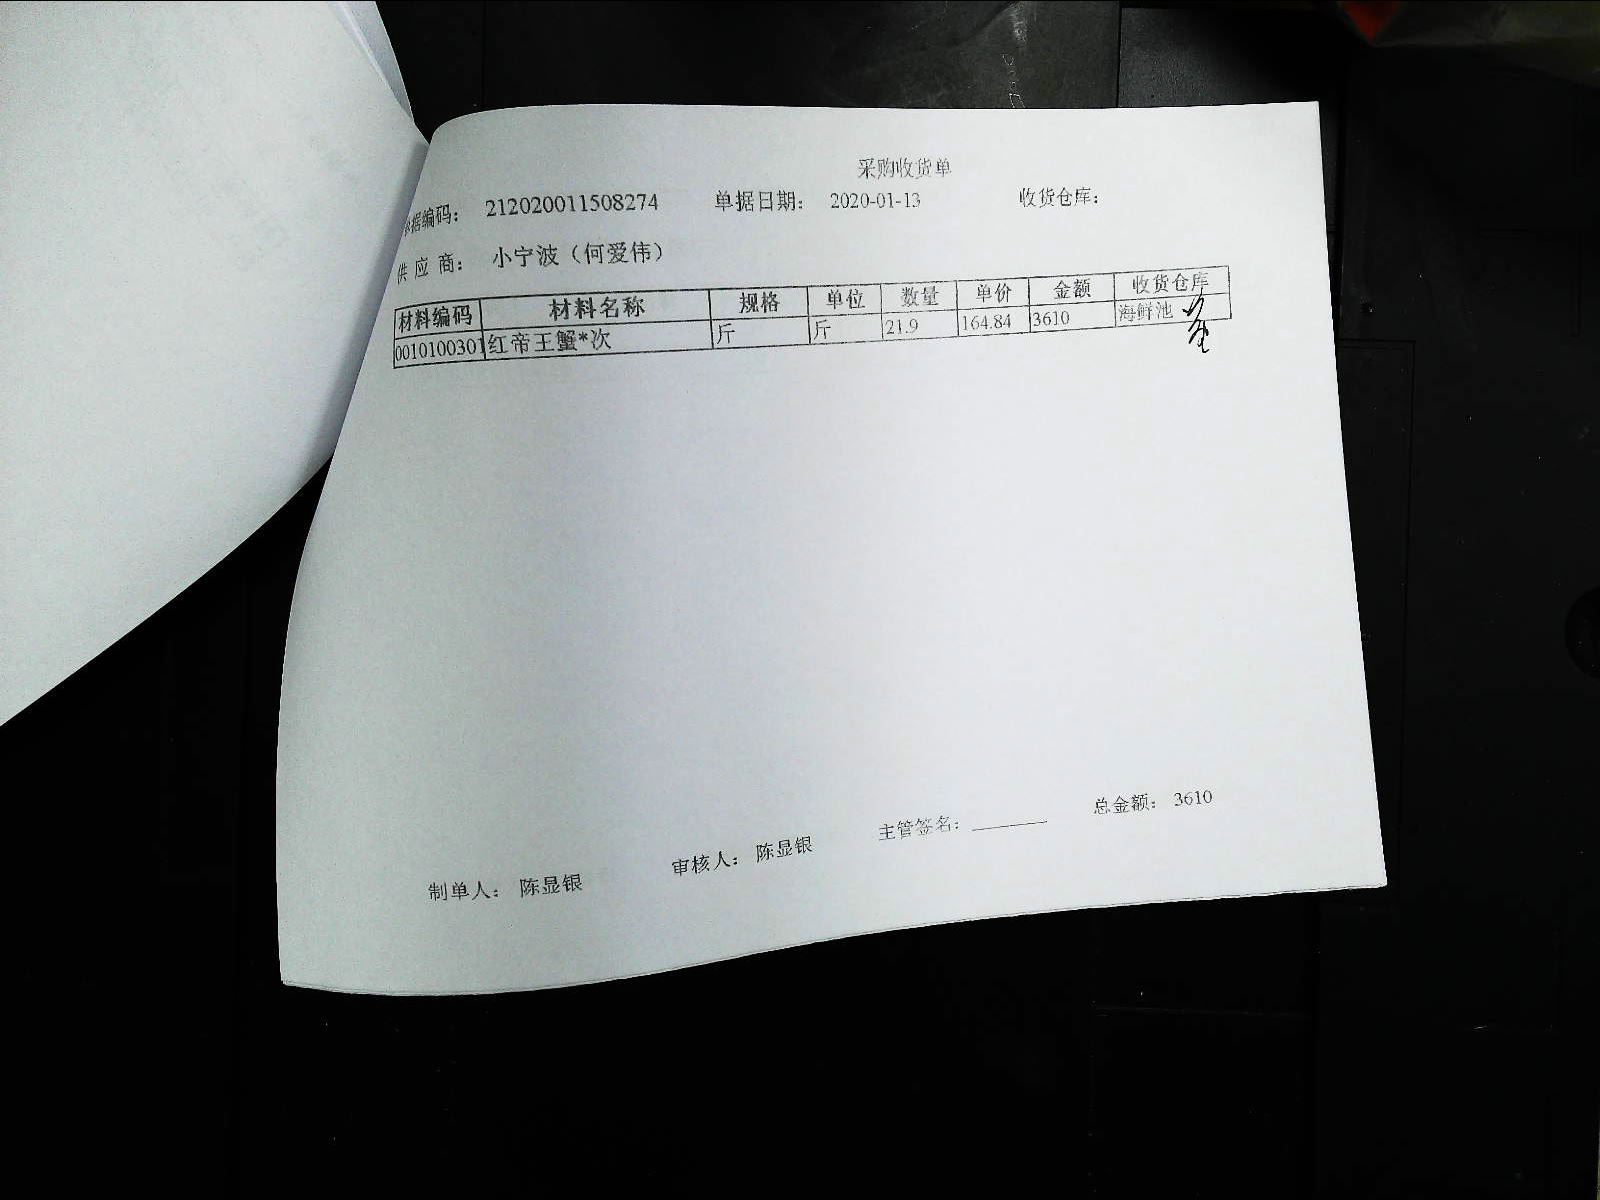 采购收货单
单据编码： 212020011508274 单据日期： 2020-01-13 收货仓库：
供应商： 小宁波（何爱伟）
材料编码 材料名称 规格 单位 数量 单价 金额 收货仓库
0010100301 红帝王蟹*次 斤 斤 21.9 164.84 3610 海鲜池
总金额： 3610
制单人： 陈显银 审核人： 陈显银 主管签名：